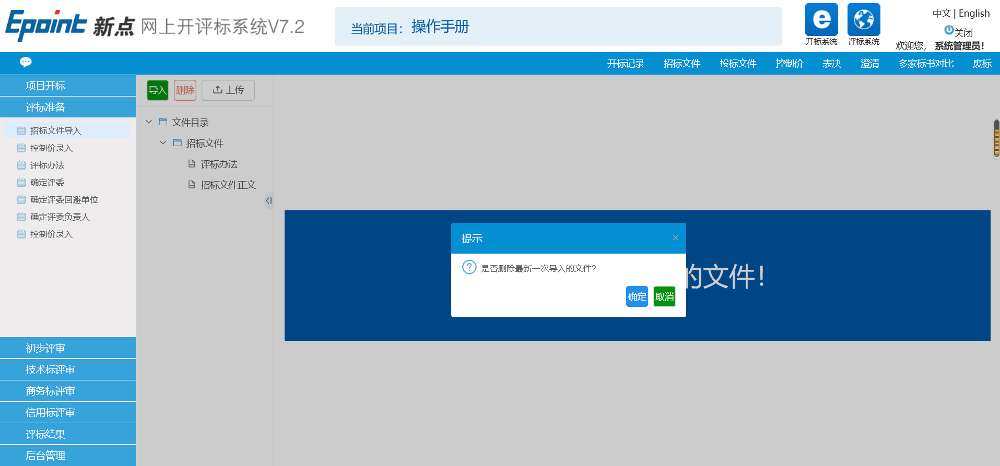 Epoint 新点 网上开评标系统V7.2
当前项目： 操作手册
开标系统
评标系统
中文 | English
关闭
欢迎您， 系统管理员！
开标记录 招标文件 投标文件 控制价 表决 澄清 多家标书对比 废标
项目开标
评标准备
招标文件导入
控制价录入
评标办法
确定评委
确定评委回避单位
确定评委负责人
控制价录入
初步评审
技术标评审
商务标评审
信用标评审
评标结果
后台管理
导入 删除 上传
文件目录
招标文件
评标办法
招标文件正文
提示
是否删除最新一次导入的文件?
确定 取消
的文件！